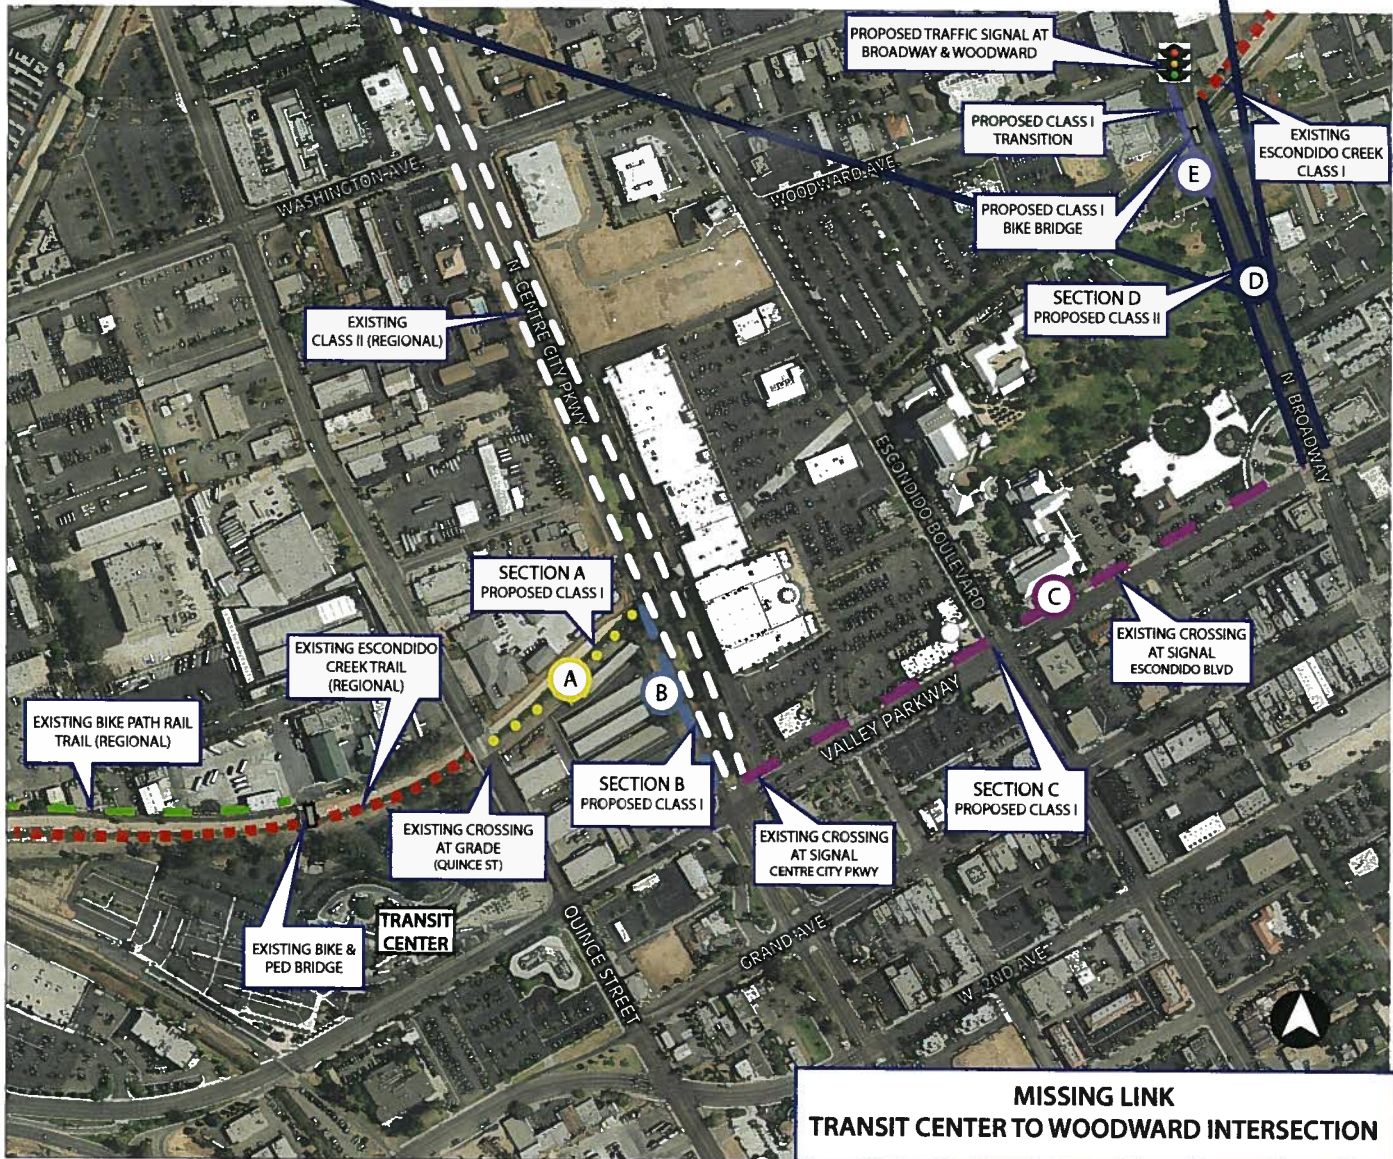 PROPOSED TRAFFIC SIGNAL AT
BROADWAY & WOODWARD
PROPOSED CLASS I
TRANSITION
EXISTING
ESCONDIDO CREEK
CLASS I
WASHINGTON AVE
WOODWARD AVE
E
PROPOSED CLASS I
BIKE BRIDGE
D
SECTION D
PROPOSED CLASS II
EXISTING
CLASS II (REGIONAL)
N CENTRE CITY PKWY
N BROADWAY
ESCONDIDO BOULEVARD
SECTION A
PROPOSED CLASS I
C
EXISTING CROSSING
AT SIGNAL
ESCONDIDO BLVD
EXISTING ESCONDIDO
CREEK TRAIL
(REGIONAL)
A
B
EXISTING BIKE PATH RAIL
TRAIL (REGIONAL)
VALLEY PARKWAY
SECTION B
PROPOSED CLASS I
SECTION C
PROPOSED CLASS I
EXISTING CROSSING
AT GRADE
(QUINCE ST)
EXISTING CROSSING
AT SIGNAL
CENTRE CITY PKWY
TRANSIT
CENTER
EXISTING BIKE &
PED BRIDGE
QUINCE STREET
GRAND AVE
W. 2ND AVE
MISSING LINK
TRANSIT CENTER TO WOODWARD INTERSECTION